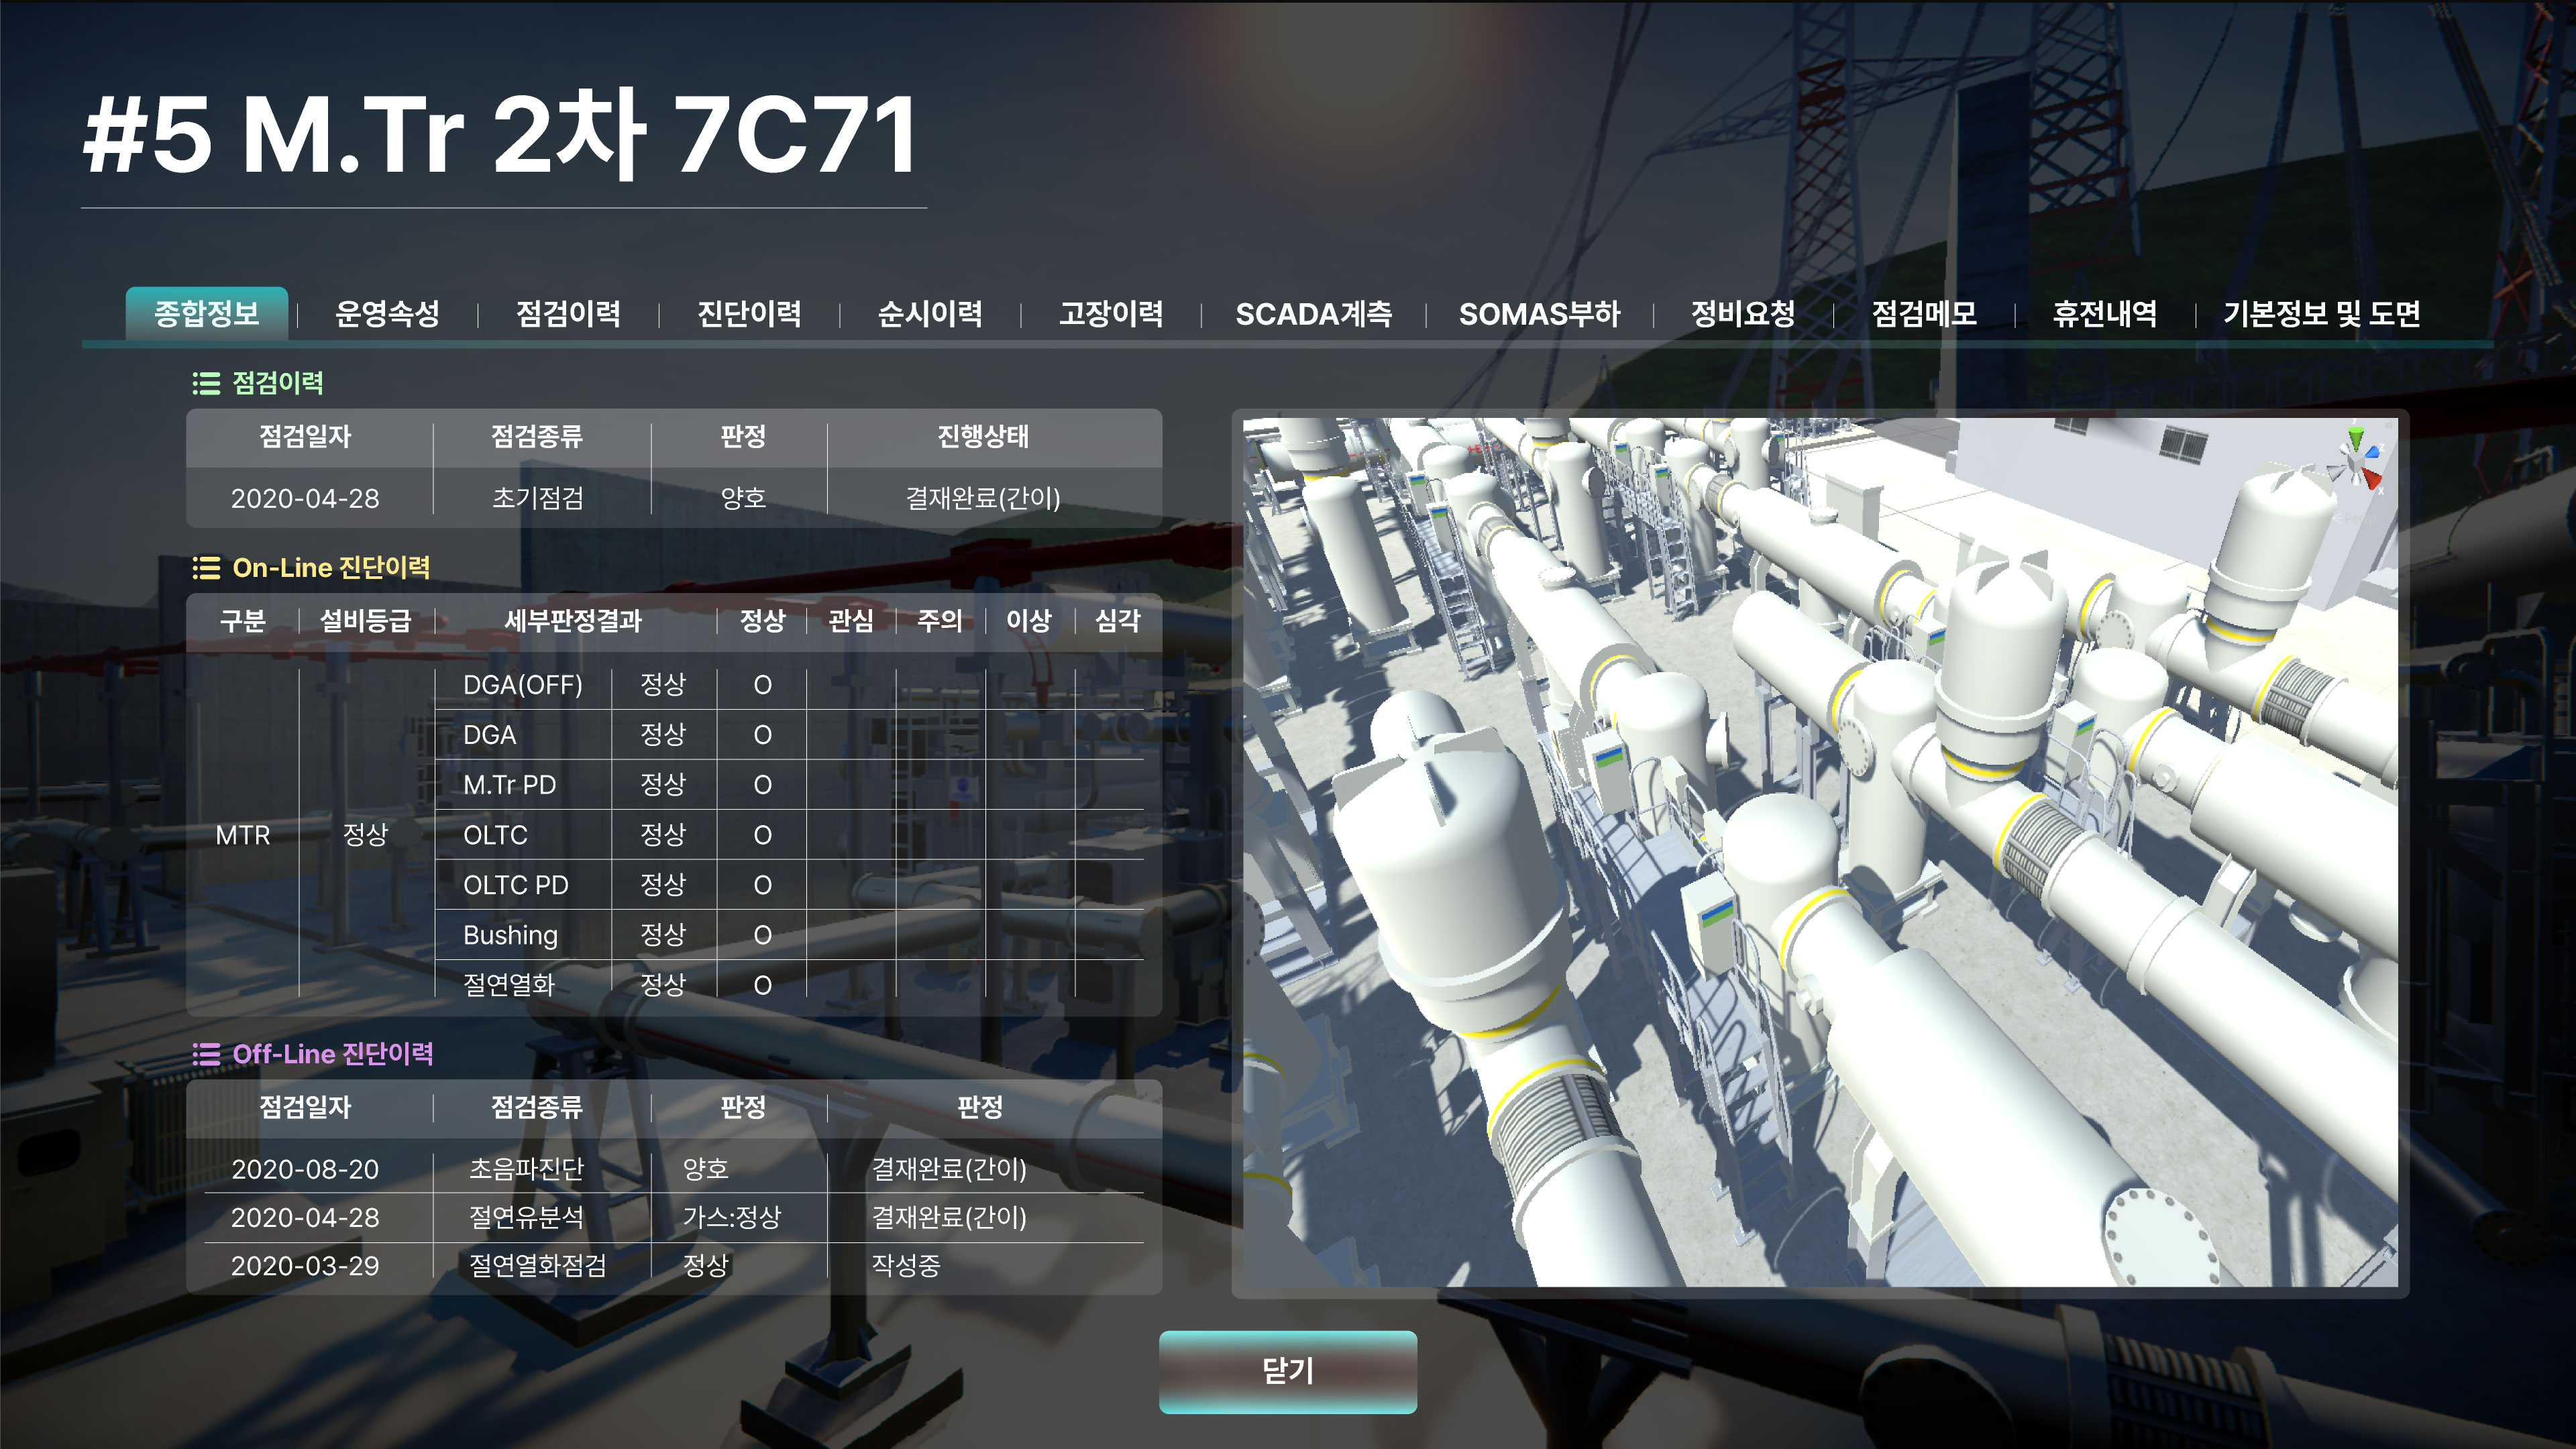 #5 M.Tr 2차 7C71
종합정보 운영속성 점검이력 진단이력 순시이력 고장이력 SCADA계측 SOMAS부하 정비요청 점검메모 휴전내역 기본정보 및 도면
점검이력
점검일자 점검종류 판정 진행상태
2020-04-28 초기점검 양호 결재완료(간이)
On-Line 진단이력
구분 설비등급 세부판정결과 정상 관심 주의 이상 심각
DGA(OFF) 정상 O
DGA 정상 O
M.Tr PD 정상 O
MTR 정상 OLTC 정상 O
OLTC PD 정상 O
Bushing 정상 O
절연열화 정상 O
Off-Line 진단이력
점검일자 점검종류 판정 판정
2020-08-20 초음파진단 양호 결재완료(간이)
2020-04-28 절연유분석 가스:정상 결재완료(간이)
2020-03-29 절연열화점검 정상 작성중
닫기